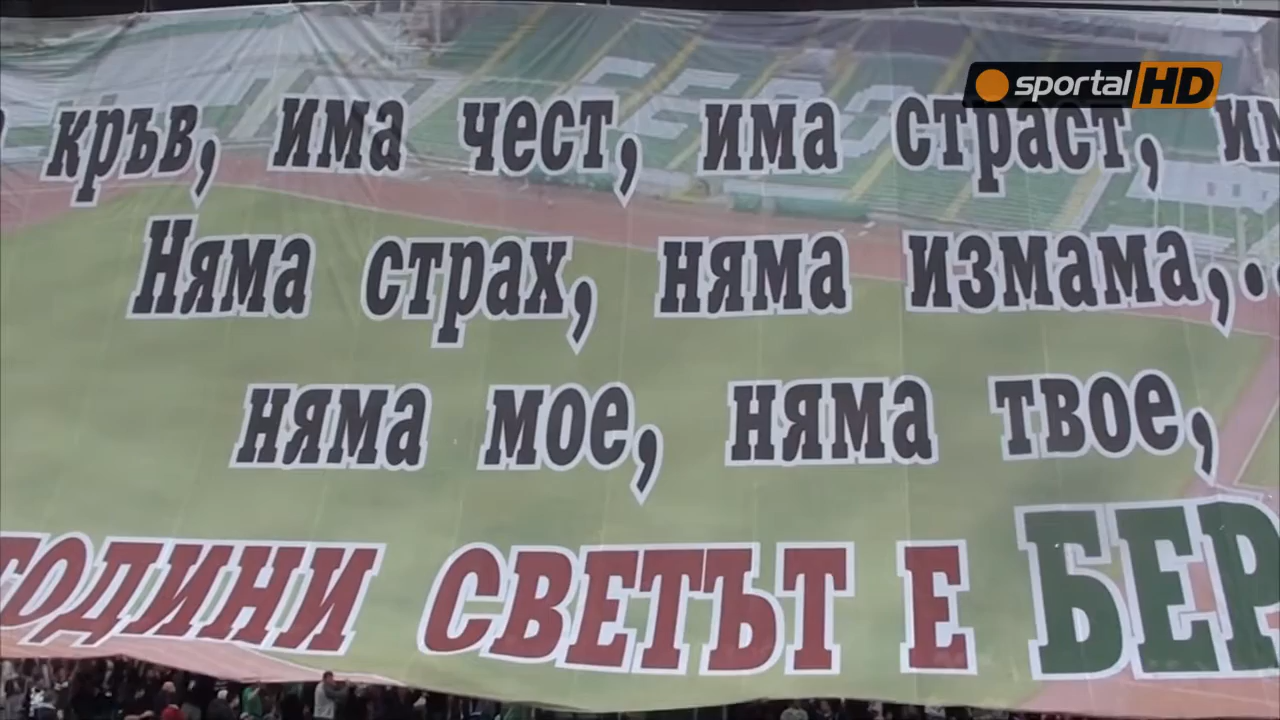 sportal HD
кръв, има чест, има страст,
Няма страх, няма измама,..
няма мое, няма твое,
ГОДИНИ СВЕТЪТ Е